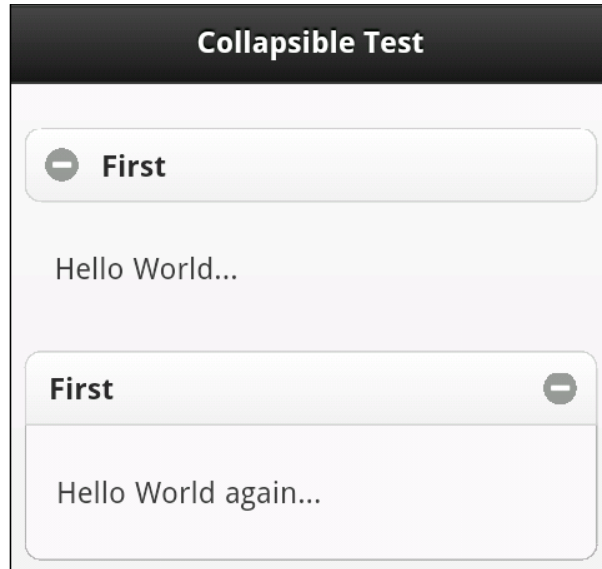 Collapsible Test
First
Hello World...
First
Hello World again...